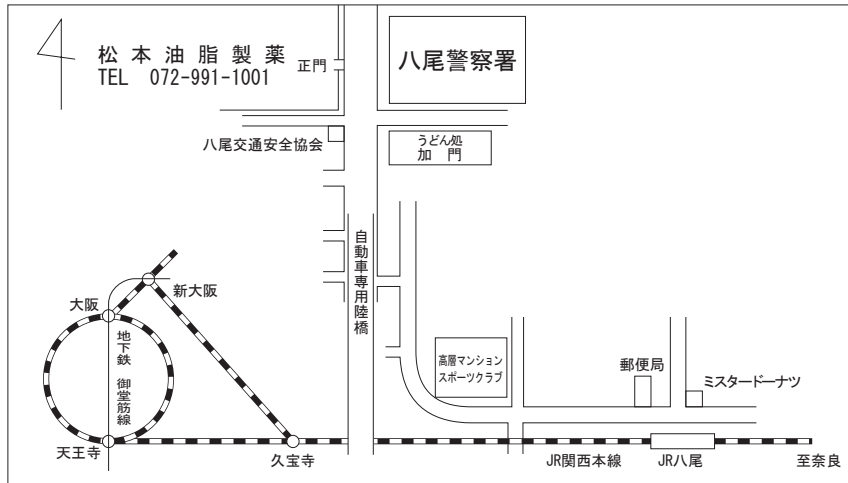 松本油脂製薬
TEL 072-991-1001
正門
八尾警察署
八尾交通安全協会
うどん処
加門
自動車専用陸橋
新大阪
大阪
地下鉄 御堂筋線
高層マンション
スポーツクラブ
郵便局
ミスタードーナツ
天王寺
久宝寺
JR関西本線
JR八尾
至奈良